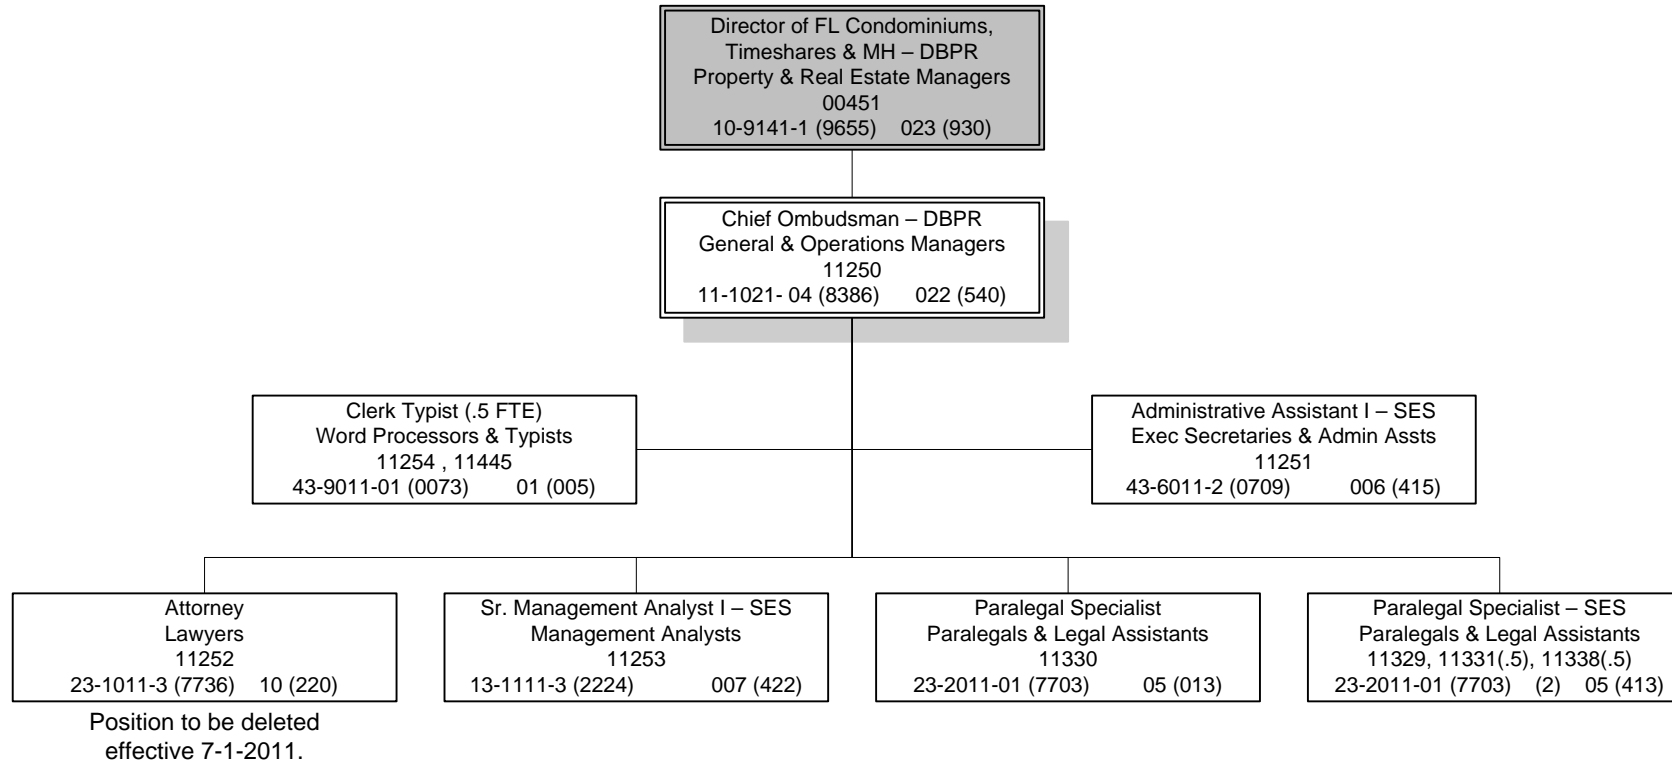 Director of FL Condominiums,
Timeshares & MH – DBPR
Property & Real Estate Managers
00451
10-9141-1 (9655) 023 (930)
Chief Ombudsman – DBPR
General & Operations Managers
11250
11-1021- 04 (8386) 022 (540)
Clerk Typist (.5 FTE)
Word Processors & Typists
11254 , 11445
43-9011-01 (0073) 01 (005)
Administrative Assistant I – SES
Exec Secretaries & Admin Assts
11251
43-6011-2 (0709) 006 (415)
Attorney
Lawyers
11252
23-1011-3 (7736) 10 (220)
Position to be deleted
effective 7-1-2011.
Sr. Management Analyst I – SES
Management Analysts
11253
13-1111-3 (2224) 007 (422)
Paralegal Specialist
Paralegals & Legal Assistants
11330
23-2011-01 (7703) 05 (013)
Paralegal Specialist – SES
Paralegals & Legal Assistants
11329, 11331(.5), 11338(.5)
23-2011-01 (7703) (2) 05 (413)